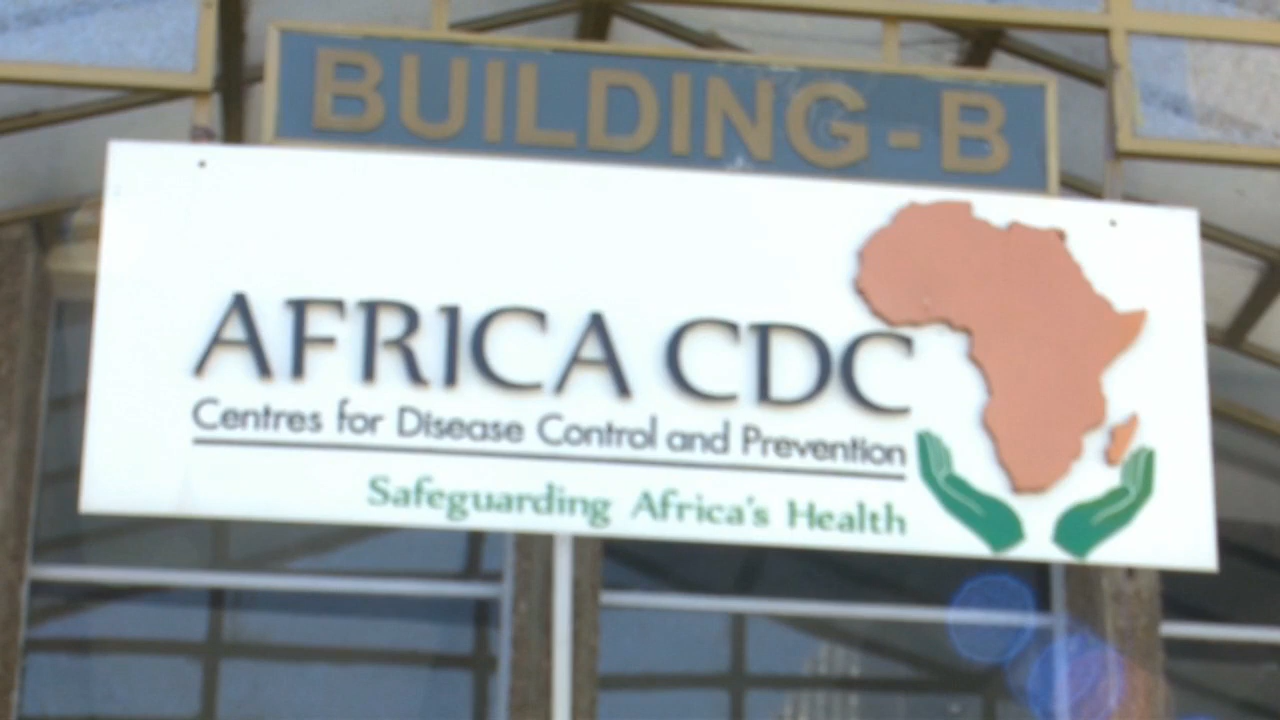 BUILDING-B
AFRICA CDC
Centres for Disease Control and Prevention
Safeguarding Africa's Health